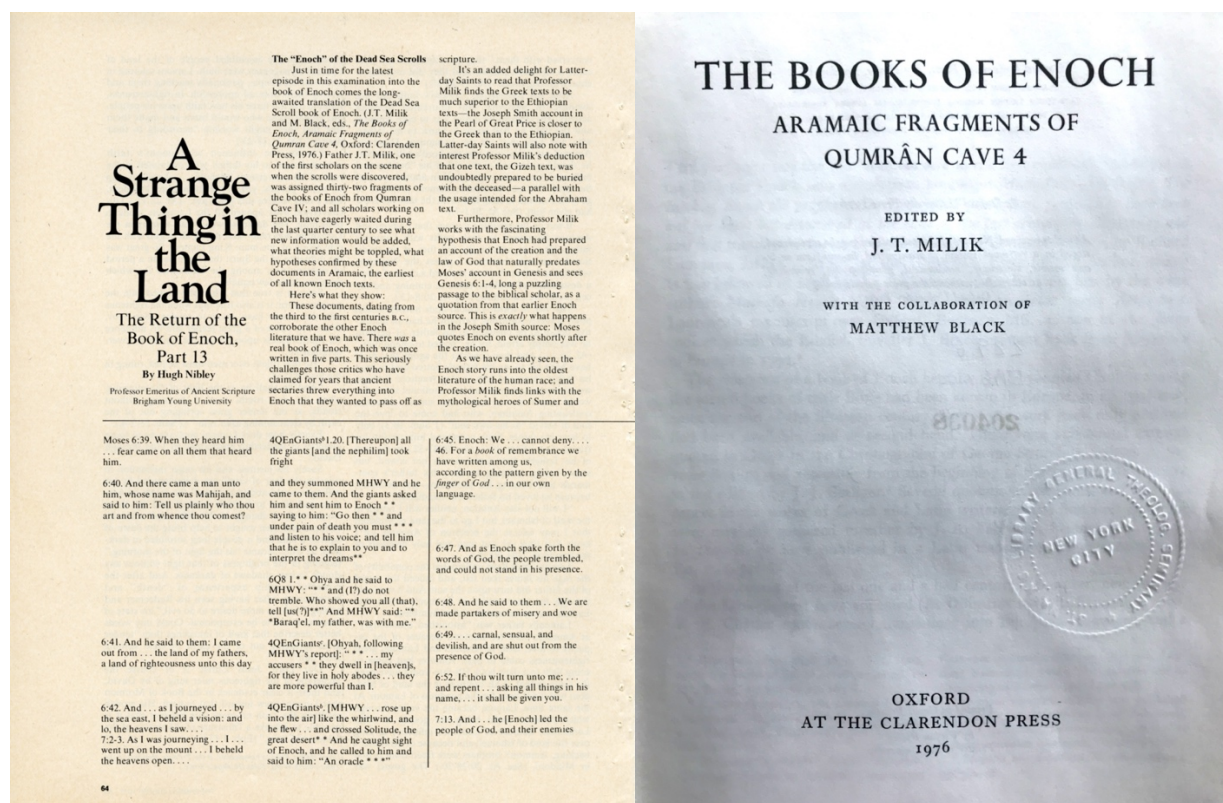 A
Strange
Thing in
the
Land
The Return of the
Book of Enoch,
Part 13
By Hugh Nibley
Professor Emeritus of Ancient Scripture
Brigham Young University
The “Enoch” of the Dead Sea Scrolls
Just in time for the latest
episode in this examination into the
book of Enoch comes the long-
awaited translation of the Dead Sea
Scroll book of Enoch. (J.T. Milik
and M. Black, eds., The Books of
Enoch, Aramaic Fragments of
Qumran Cave 4, Oxford: Clarenden
Press, 1976.) Father J.T. Milik, one
of the first scholars on the scene
when the scrolls were discovered,
was assigned thirty-two fragments of
the books of Enoch from Qumran
Cave IV; and all scholars working on
Enoch have eagerly waited during
the last quarter century to see what
new information would be added,
what theories might be toppled, what
hypotheses confirmed by these
documents in Aramaic, the earliest
of all known Enoch texts.
Here’s what they show:
These documents, dating from
the third to the first centuries B.C.,
corroborate the other Enoch
literature that we have. There was a
real book of Enoch, which was once
written in five parts. This seriously
challenges those critics who have
claimed for years that ancient
sectaries threw everything into
Enoch that they wanted to pass off as
scripture.
It’s an added delight for Latter-
day Saints to read that Professor
Milik finds the Greek texts to be
much superior to the Ethiopian
texts—the Joseph Smith account in
the Pearl of Great Price is closer to
the Greek than to the Ethiopian.
Latter-day Saints will also note with
interest Professor Milik’s deduction
that one text, the Gizeh text, was
undoubtedly prepared to be buried
with the deceased—a parallel with
the usage intended for the Abraham
text.
Furthermore, Professor Milik
works with the fascinating
hypothesis that Enoch had prepared
an account of the creation and the
law of God that naturally predates
Moses’ account in Genesis and sees
Genesis 6:1-4, long a puzzling
passage to the biblical scholar, as a
quotation from that earlier Enoch
source. This is exactly what happens
in the Joseph Smith source: Moses
quotes Enoch on events shortly after
the creation.
As we have already seen, the
Enoch story runs into the oldest
literature of the human race; and
Professor Milik finds links with the
mythological heroes of Sumer and
Moses 6:39. When they heard him
. . . fear came on all them that heard
him.
6:40. And there came a man unto
him, whose name was Mahijah, and
said to him: Tell us plainly who thou
art and from whence thou comest?
6:41. And he said to them: I came
out from . . . the land of my fathers,
a land of righteousness unto this day
6:42. And . . . as I journeyed . . . by
the sea east, I beheld a vision: and
lo, the heavens I saw. . . .
7:2-3. As I was journeying . . . I . . .
went up on the mount . . . I beheld
the heavens open. . . .
4QEnGiantsᵇ1.20. [Thereupon] all
the giants [and the nephilim] took
fright
and they summoned MHWY and he
came to them. And the giants asked
him and sent him to Enoch * *
saying to him: “Go then * * and
under pain of death you must * * *
and listen to his voice; and tell him
that he is to explain to you and to
interpret the dreams**
6Q8 1.* * Ohya and he said to
MHWY: “* * and (I?) do not
tremble. Who showed you all (that),
tell [us(?)]**” And MHWY said: “*
*Baraq’el, my father, was with me.”
4QEnGiantsᶜ. [Ohyah, following
MHWY’s report]: “ * * . . . my
accusers * * they dwell in [heaven]s,
for they live in holy abodes . . . they
are more powerful than I.
4QEnGiantsᵇ. [MHWY . . . rose up
into the air] like the whirlwind, and
he flew . . . and crossed Solitude, the
great desert* * And he caught sight
of Enoch, and he called to him and
said to him: “An oracle * * *”
6:45. Enoch: We . . . cannot deny. . . .
46. For a book of remembrance we
have written among us,
according to the pattern given by the
finger of God . . . in our own
language.
6:47. And as Enoch spake forth the
words of God, the people trembled,
and could not stand in his presence.
6:48. And he said to them . . . We are
made partakers of misery and woe
. . .
6:49. . . . carnal, sensual, and
devilish, and are shut out from the
presence of God.
6:52. If thou wilt turn unto me; . . .
and repent . . . asking all things in his
name, . . . it shall be given you.
7:13. And . . . he [Enoch] led the
people of God, and their enemies
64
THE BOOKS OF ENOCH
ARAMAIC FRAGMENTS OF
QUMRÂN CAVE 4
EDITED BY
J. T. MILIK
WITH THE COLLABORATION OF
MATTHEW BLACK
204038
NEW YORK
CITY
OXFORD
AT THE CLARENDON PRESS
1976